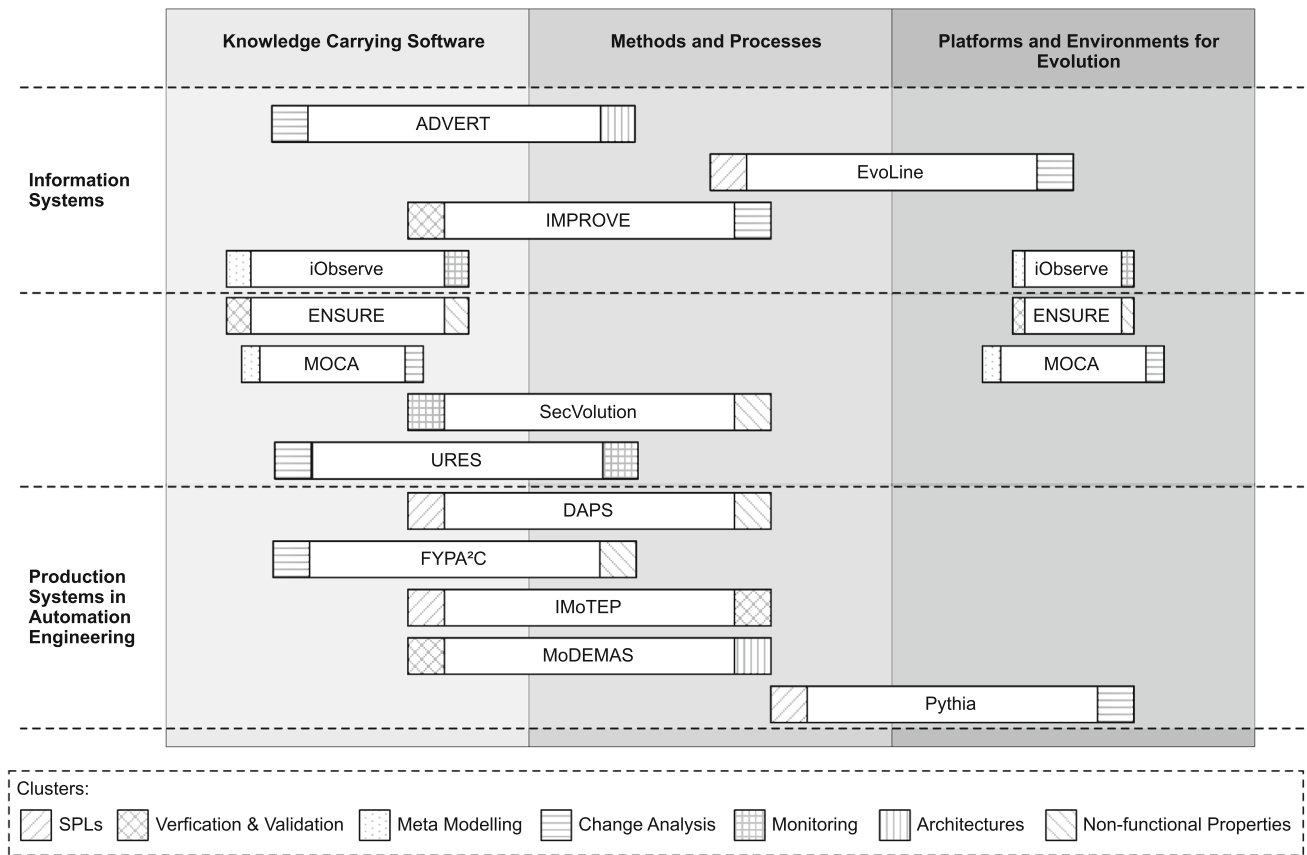 Knowledge Carrying Software
Methods and Processes
Platforms and Environments for
Evolution
ADVERT
EvoLine
Information
Systems
IMPROVE
iObserve
iObserve
ENSURE
ENSURE
MOCA
MOCA
SecVolution
URES
DAPS
FYPA²C
Production
Systems in
Automation
Engineering
IMoTEP
MoDEMAS
Pythia
Clusters:
SPLs
Verfication & Validation
Meta Modelling
Change Analysis
Monitoring
Architectures
Non-functional Properties